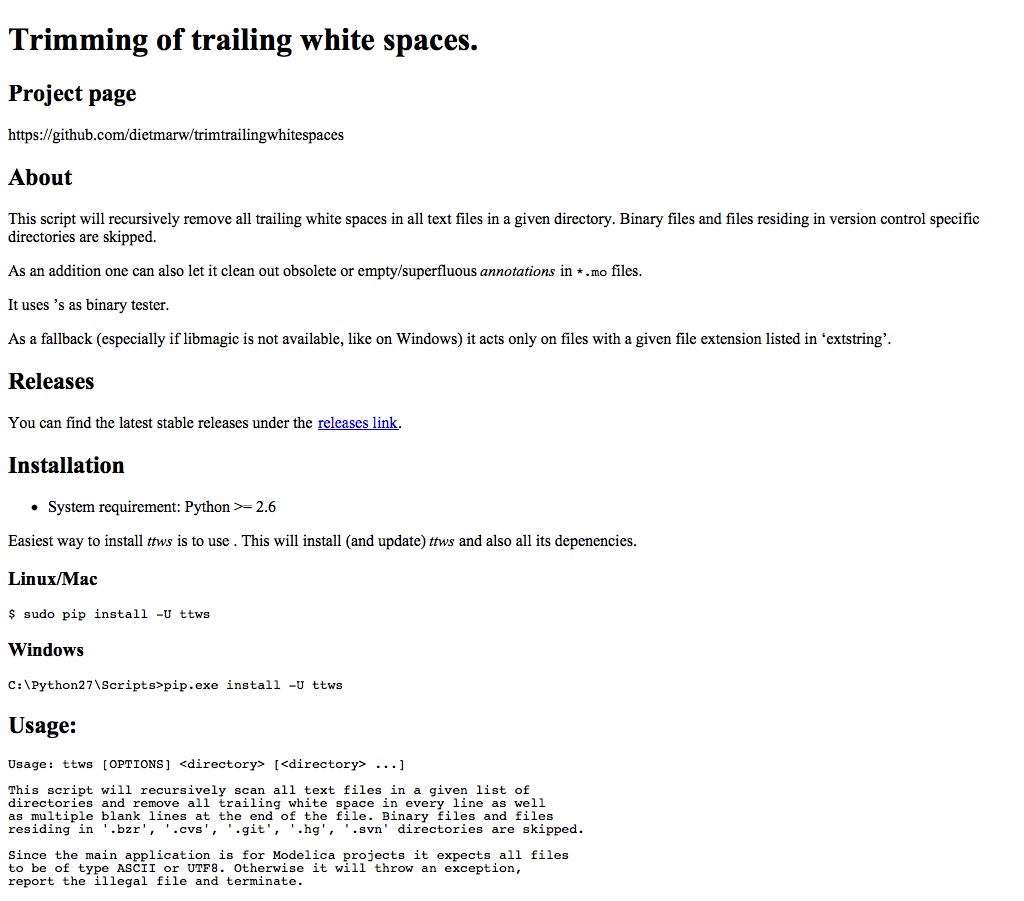 Trimming of trailing white spaces.
Project page
https://github.com/dietmarw/trimtrailingwhitespaces
About
This script will recursively remove all trailing white spaces in all text files in a given directory. Binary files and files residing in version control specific
directories are skipped.
As an addition one can also let it clean out obsolete or empty/superfluous annotations in *.mo files.
It uses ’s as binary tester.
As a fallback (especially if libmagic is not available, like on Windows) it acts only on files with a given file extension listed in ‘extstring’.
Releases
You can find the latest stable releases under the releases link.
Installation
• System requirement: Python >= 2.6
Easiest way to install ttws is to use . This will install (and update) ttws and also all its depenencies.
Linux/Mac
$ sudo pip install -U ttws
Windows
C:\Python27\Scripts>pip.exe install -U ttws
Usage:
Usage: ttws [OPTIONS] <directory> [<directory> ...]
This script will recursively scan all text files in a given list of
directories and remove all trailing white space in every line as well
as multiple blank lines at the end of the file. Binary files and files
residing in '.bzr', '.cvs', '.git', '.hg', '.svn' directories are skipped.
Since the main application is for Modelica projects it expects all files
to be of type ASCII or UTF8. Otherwise it will throw an exception,
report the illegal file and terminate.